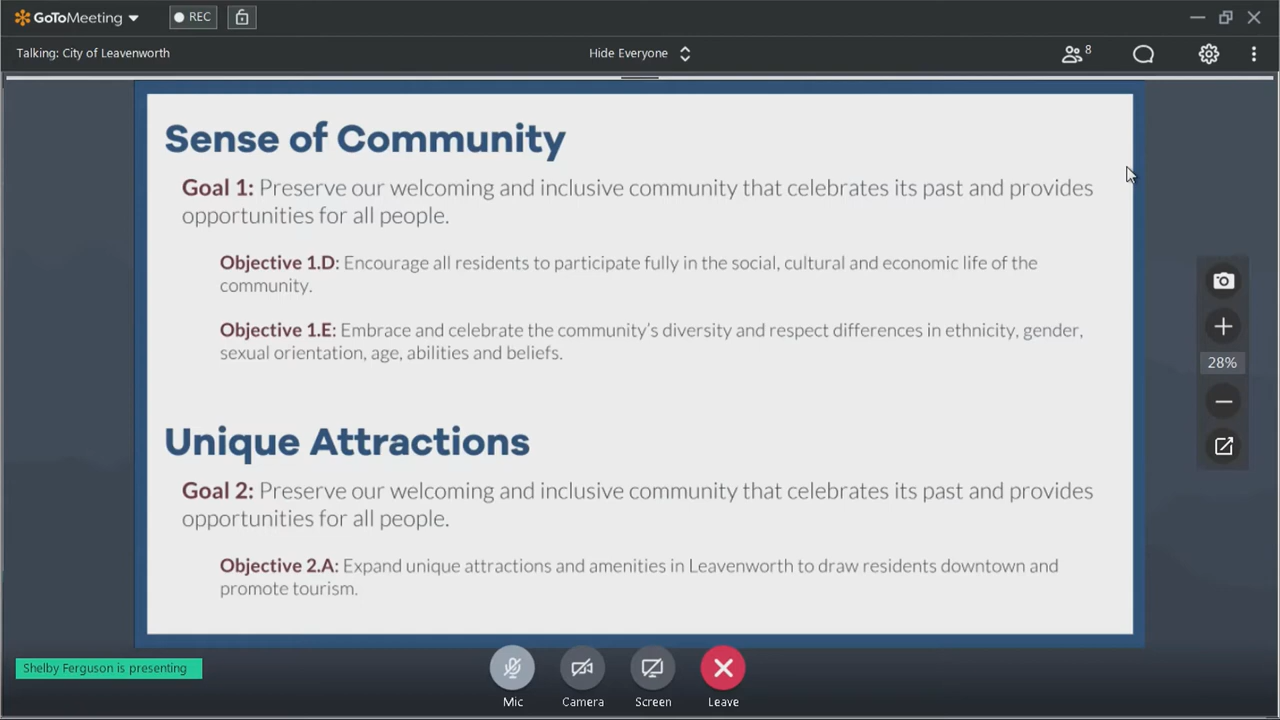 GoToMeeting
REC
Talking: City of Leavenworth
Hide Everyone
8
Sense of Community
Goal 1: Preserve our welcoming and inclusive community that celebrates its past and provides
opportunities for all people.
Objective 1.D: Encourage all residents to participate fully in the social, cultural and economic life of the
community.
Objective 1.E: Embrace and celebrate the community's diversity and respect differences in ethnicity, gender,
sexual orientation, age, abilities and beliefs.
28%
Unique Attractions
Goal 2: Preserve our welcoming and inclusive community that celebrates its past and provides
opportunities for all people.
Objective 2.A: Expand unique attractions and amenities in Leavenworth to draw residents downtown and
promote tourism.
Shelby Ferguson is presenting
Mic
Camera
Screen
Leave